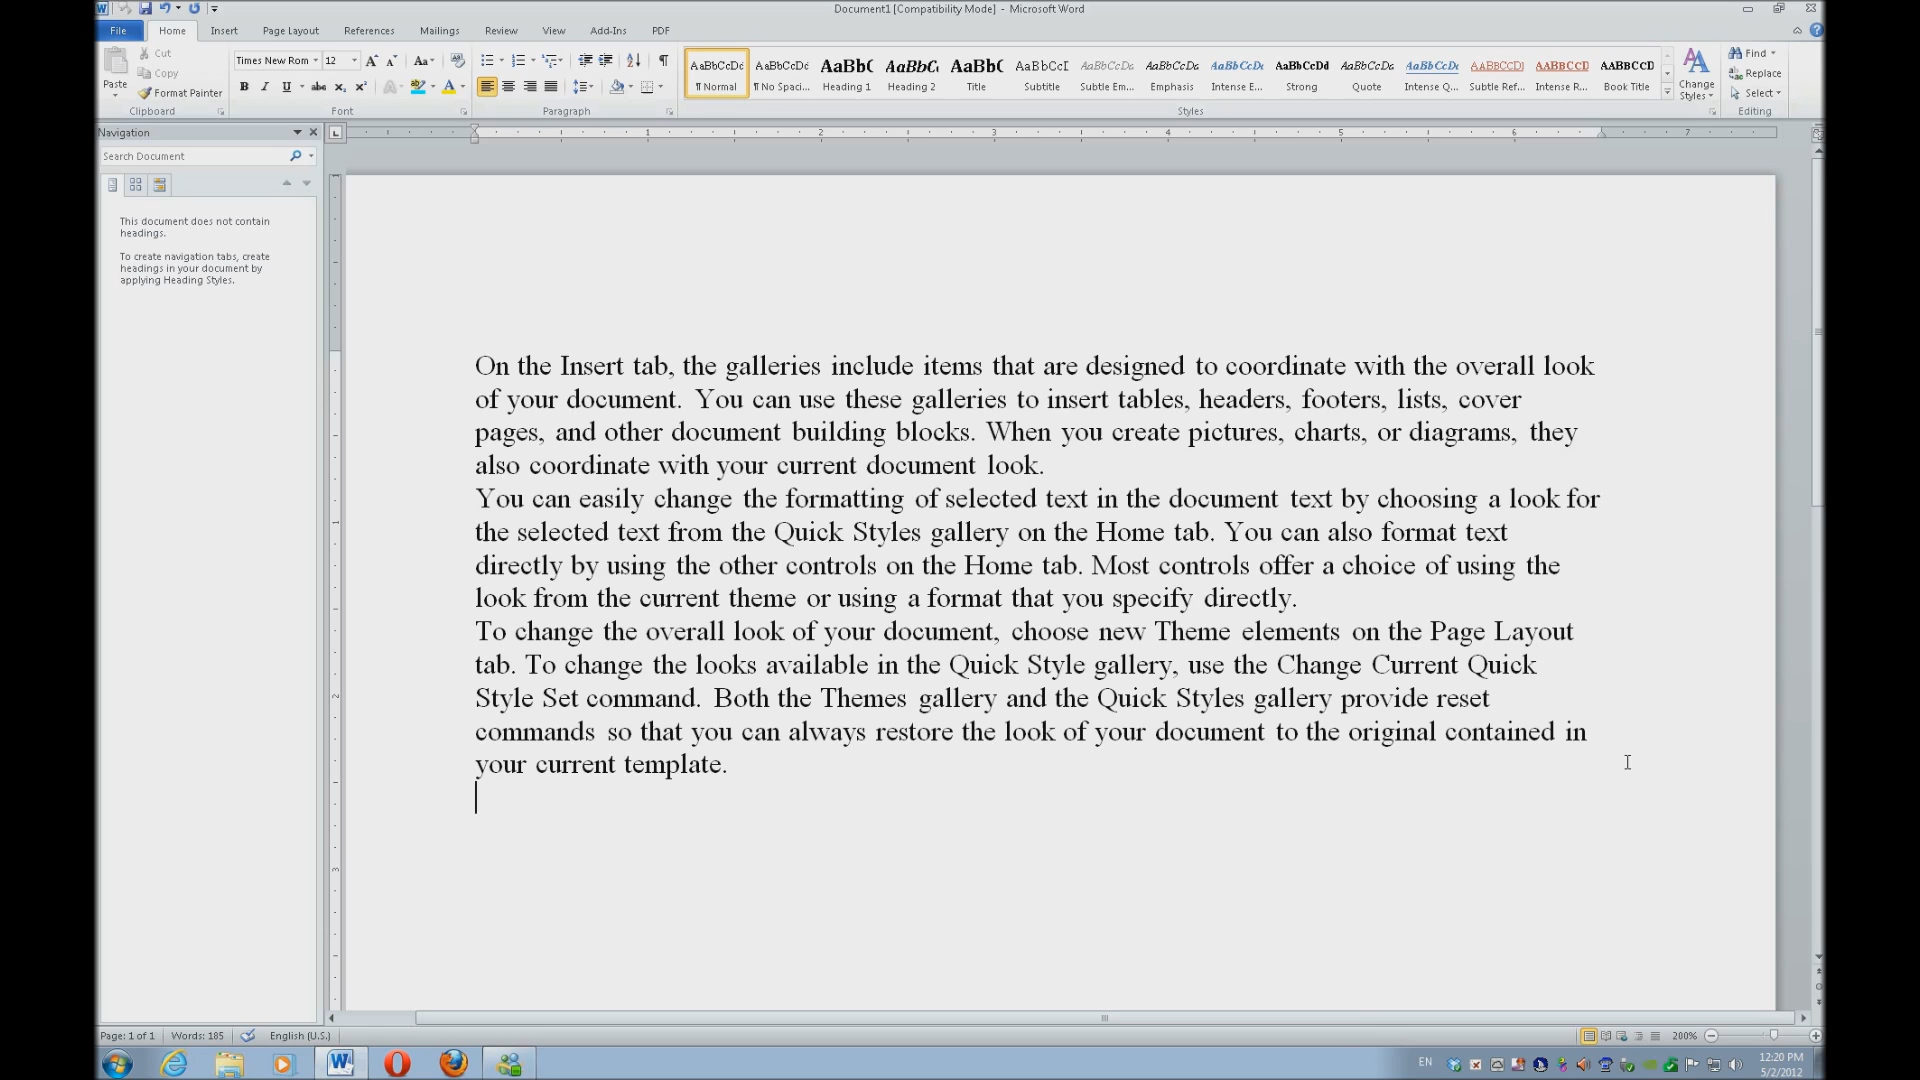 Document1 [Compatibility Mode] - Microsoft Word
File Home Insert Page Layout References Mailings Review View Add-Ins PDF
Paste
Cut
Copy
Format Painter
Clipboard
Times New Rom 12
Font
Paragraph
AaBbCcDc AaBbCcDc AaBb( AaBbC AaBb( AaBbCcI AaBbCcDc AaBbCcDc AaBbCcDc AaBbCcDd AaBbCcDc AaBbCcDc AABBCCDI AABBCCD AABBCCD
¶ Normal ¶ No Spaci... Heading 1 Heading 2 Title Subtitle Subtle Em... Emphasis Intense E... Strong Quote Intense Q... Subtle Ref... Intense R... Book Title
Styles
Change
Styles
Find
Replace
Select
Editing
Navigation
Search Document
This document does not contain
headings.
To create navigation tabs, create
headings in your document by
applying Heading Styles.
1 2 3 4 5 6 7
On the Insert tab, the galleries include items that are designed to coordinate with the overall look
of your document. You can use these galleries to insert tables, headers, footers, lists, cover
pages, and other document building blocks. When you create pictures, charts, or diagrams, they
also coordinate with your current document look.
You can easily change the formatting of selected text in the document text by choosing a look for
the selected text from the Quick Styles gallery on the Home tab. You can also format text
directly by using the other controls on the Home tab. Most controls offer a choice of using the
look from the current theme or using a format that you specify directly.
To change the overall look of your document, choose new Theme elements on the Page Layout
tab. To change the looks available in the Quick Style gallery, use the Change Current Quick
Style Set command. Both the Themes gallery and the Quick Styles gallery provide reset
commands so that you can always restore the look of your document to the original contained in
your current template.
Page: 1 of 1 Words: 185 English (U.S.) 200%
EN
12:20 PM
5/2/2012